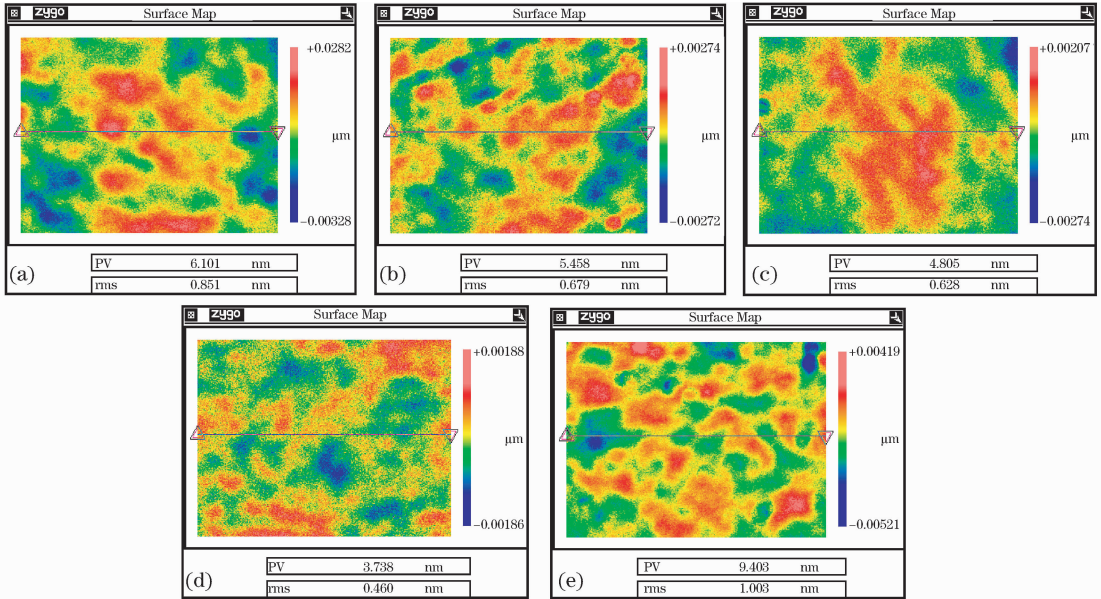 zygo Surface Map
+0.0282
μm
−0.00328
(a)
PV 6.101 nm
rms 0.851 nm
zygo Surface Map
+0.00274
μm
−0.00272
(b)
PV 5.458 nm
rms 0.679 nm
zygo Surface Map
+0.00207
μm
−0.00274
(c)
PV 4.805 nm
rms 0.628 nm
zygo Surface Map
+0.00188
μm
−0.00186
(d)
PV 3.738 nm
rms 0.460 nm
zygo Surface Map
+0.00419
μm
−0.00521
(e)
PV 9.403 nm
rms 1.003 nm